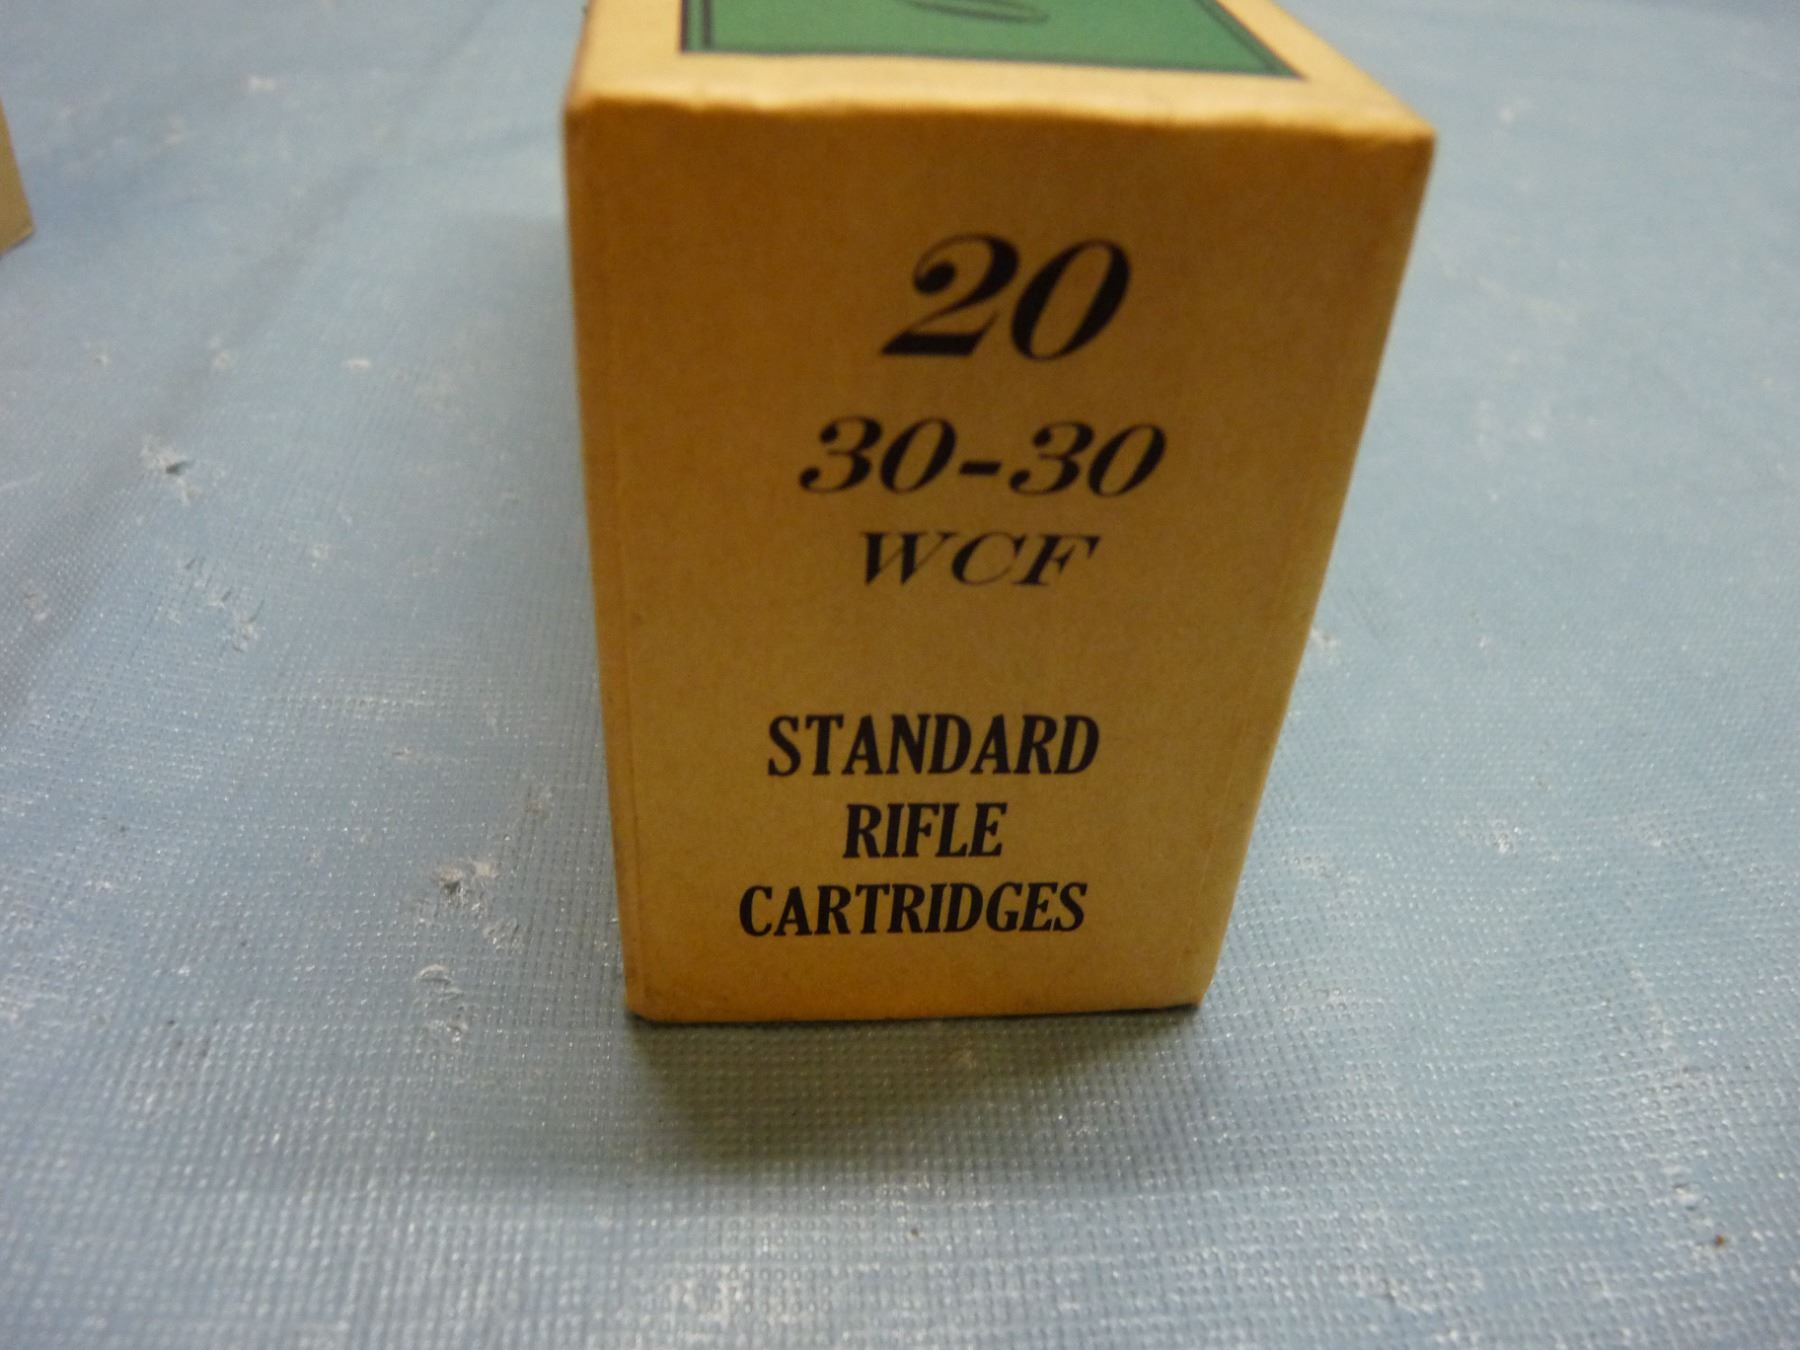 20
30-30
WCF
STANDARD
RIFLE
CARTRIDGES